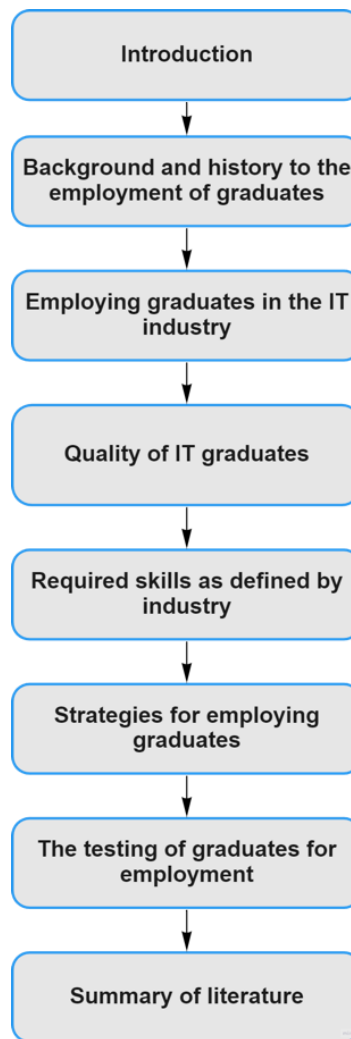 Introduction
Background and history to the
employment of graduates
Employing graduates in the IT
industry
Quality of IT graduates
Required skills as defined by
industry
Strategies for employing
graduates
The testing of graduates for
employment
Summary of literature